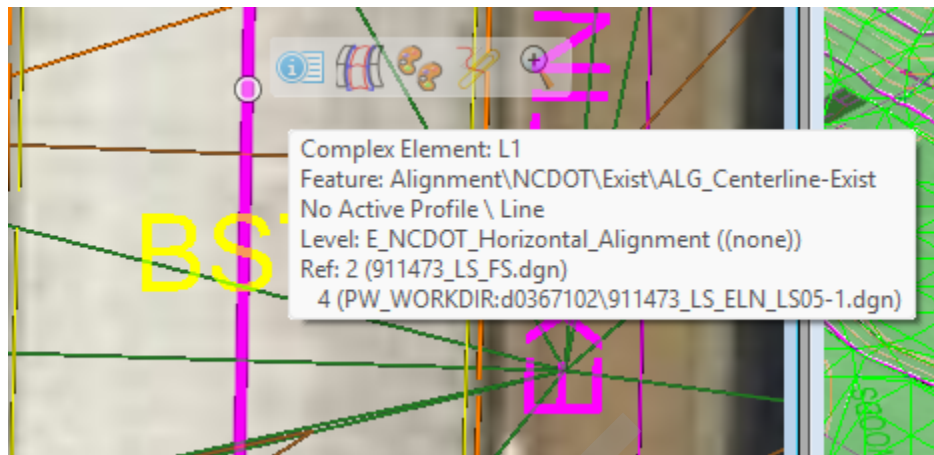 Complex Element: L1
Feature: Alignment\NCDOT\Exist\ALG_Centerline-Exist
No Active Profile \ Line
Level: E_NCDOT_Horizontal_Alignment ((none))
Ref: 2 (911473_LS_FS.dgn)
4 (PW_WORKDIR:d0367102\911473_LS_ELN_LS05-1.dgn)
BST